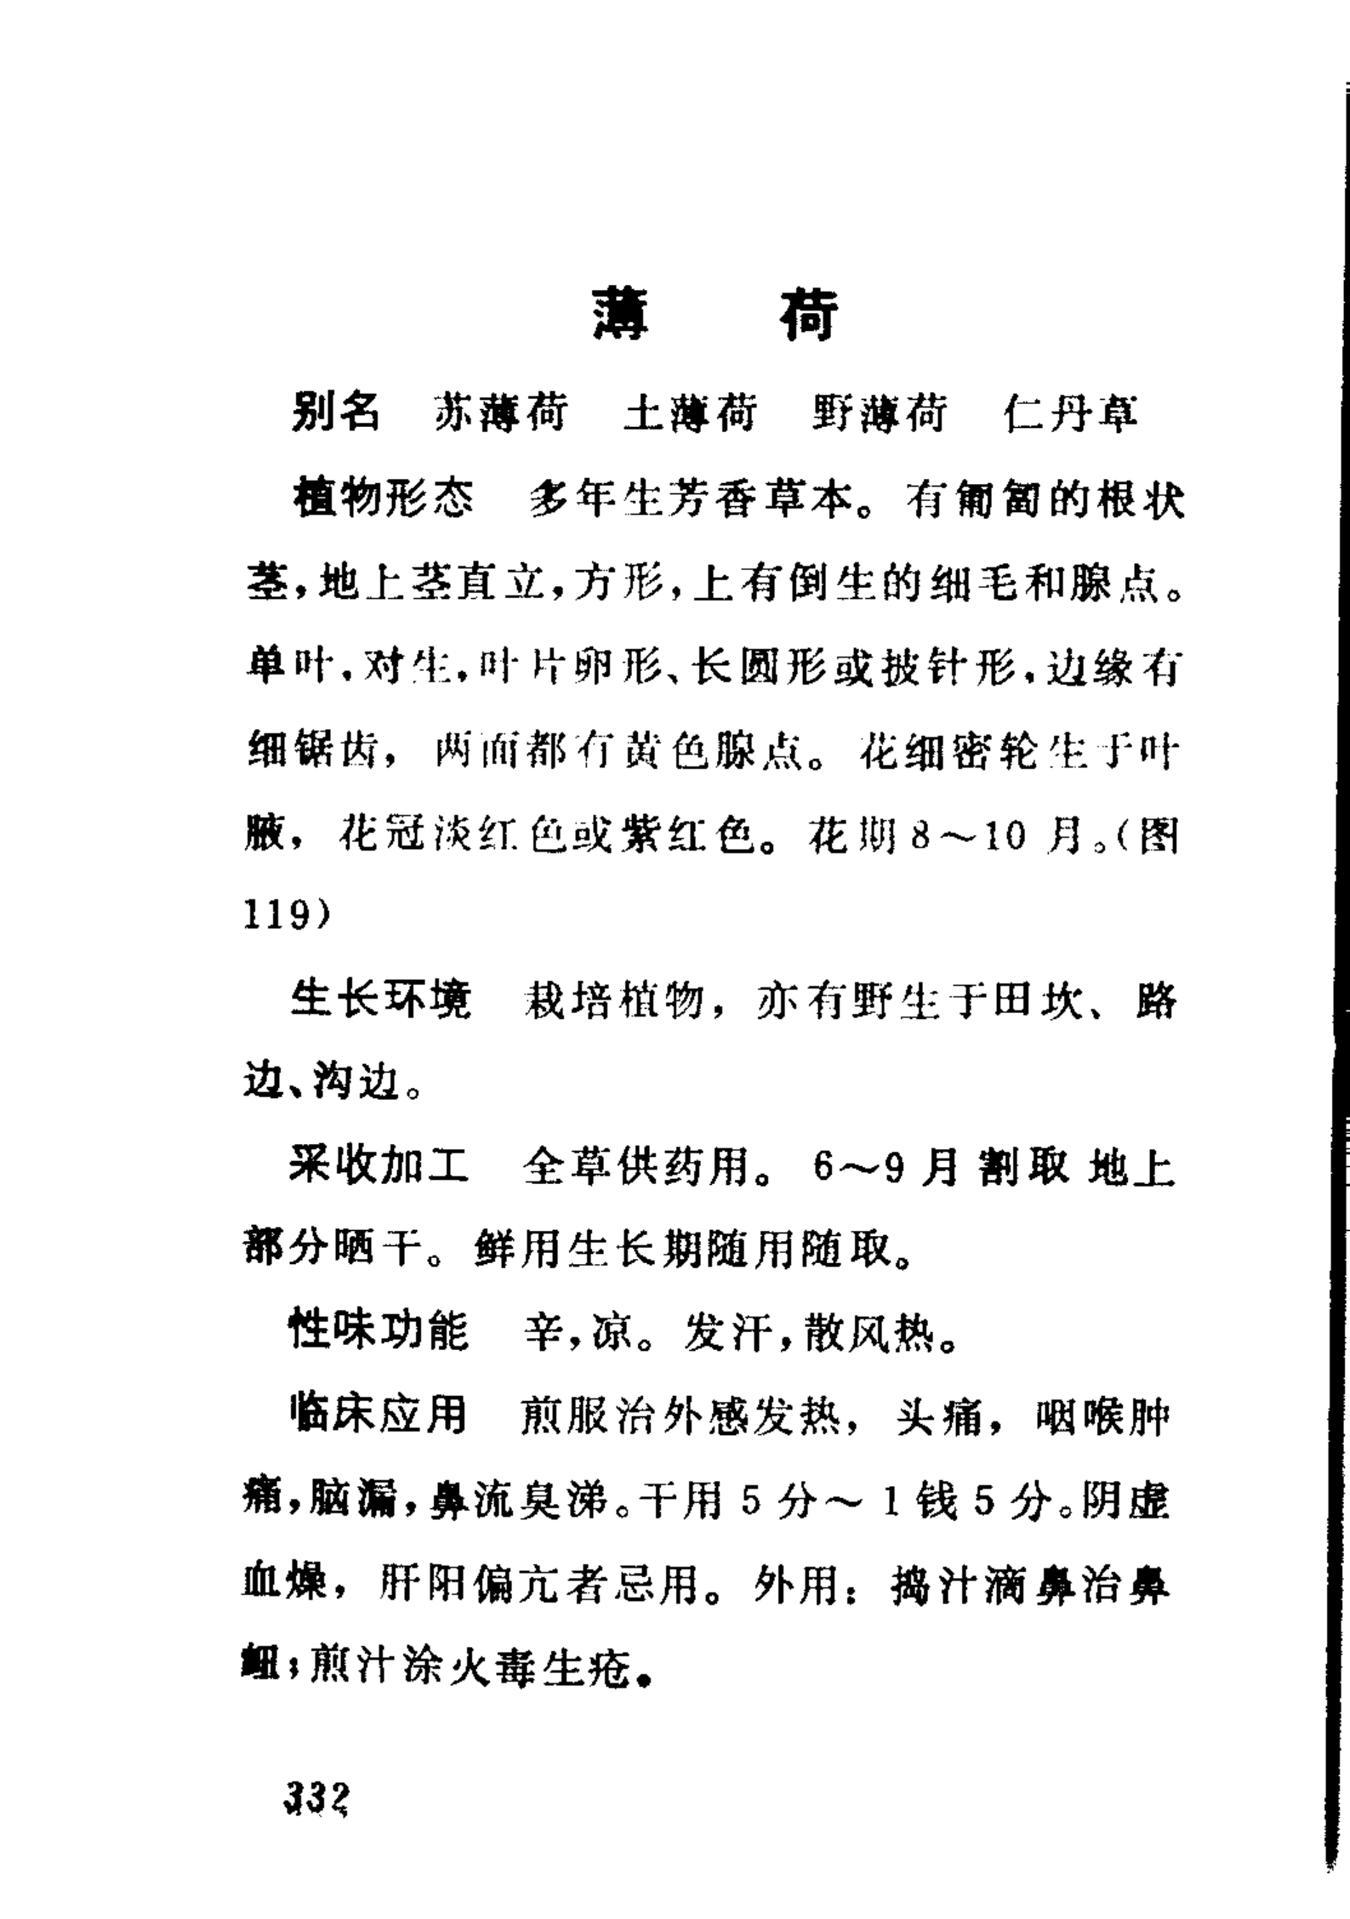 薄 荷
别名 苏薄荷 土薄荷 野薄荷 仁丹草
植物形态 多年生芳香草本。有匍匐的根状
茎，地上茎直立，方形，上有倒生的细毛和腺点。
单叶，对生，叶片卵形、长圆形或披针形，边缘有
细锯齿，两面都有黄色腺点。花细密轮生于叶
腋，花冠淡红色或紫红色。花期8～10月。（图
119）
生长环境 栽培植物，亦有野生于田坎、路
边、沟边。
采收加工 全草供药用。6～9月割取地上
部分晒干。鲜用生长期随用随取。
性味功能 辛，凉。发汗，散风热。
临床应用 煎服治外感发热，头痛，咽喉肿
痛，脑漏，鼻流臭涕。干用5分～1钱5分。阴虚
血燥，肝阳偏亢者忌用。外用：捣汁滴鼻治鼻
衄；煎汁涂火毒生疮。
332